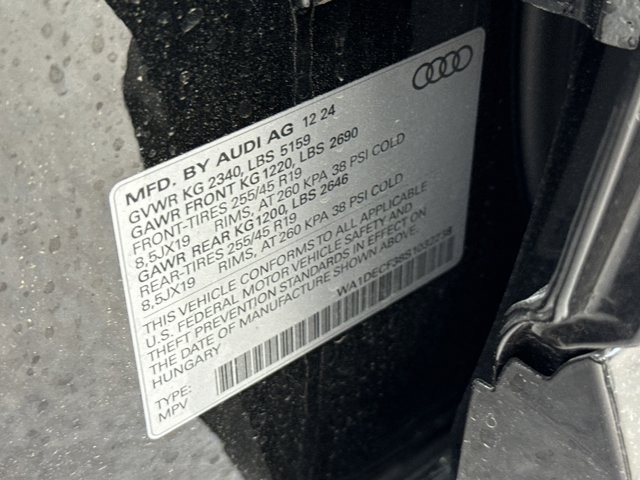 MFD. BY AUDI AG 12 24
GVWR KG 2340, LBS 5159
GAWR FRONT KG 1220, LBS 2690
FRONT-TIRES 255/45 R19
8,5JX19 RIMS, AT 260 KPA 38 PSI COLD
GAWR REAR KG 1200, LBS 2646
REAR-TIRES 255/45 R19
8,5JX19 RIMS, AT 260 KPA 38 PSI COLD
THIS VEHICLE CONFORMS TO ALL APPLICABLE
U.S. FEDERAL MOTOR VEHICLE SAFETY AND
THEFT PREVENTION STANDARDS IN EFFECT ON
THE DATE OF MANUFACTURE SHOWN ABOVE.
HUNGARY
TYPE:
MPV